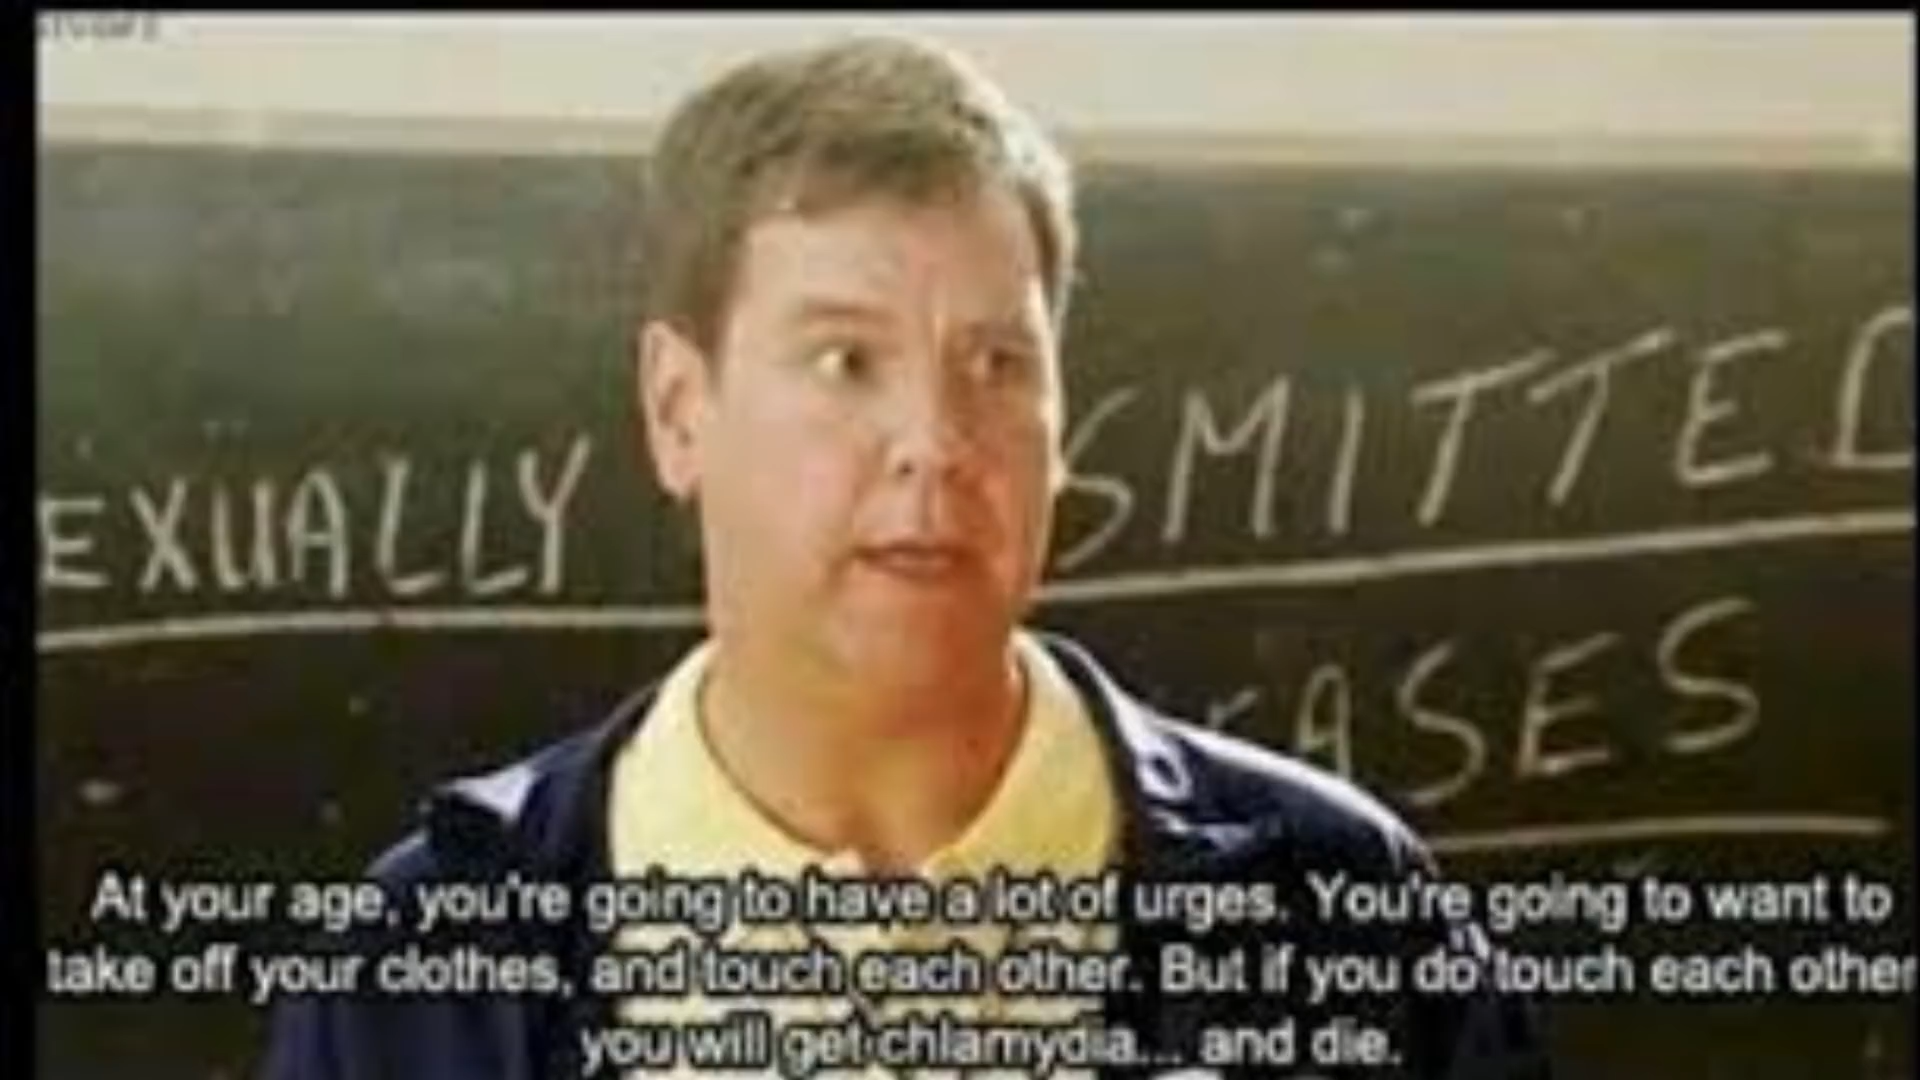 EXUALLY SMITTED
ASES
At your age, you're going to have a lot of urges. You're going to want to
take off your clothes, and touch each other. But if you do touch each other
you will get chlamydia... and die.